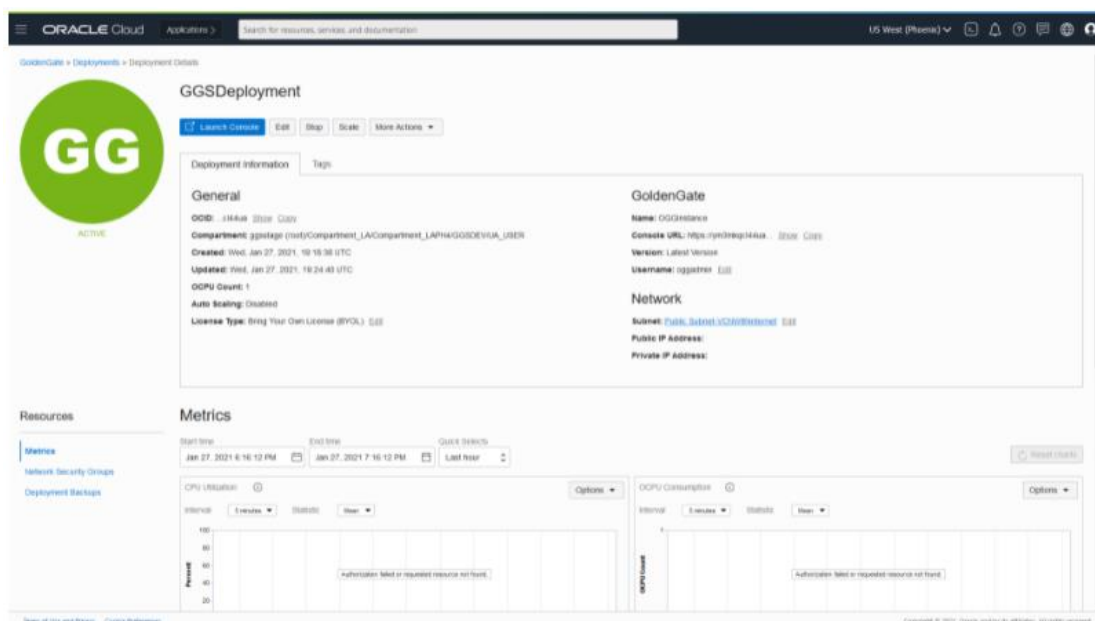 ORACLE Cloud
Applications >
Search for resources, services, and documentation
US West (Phoenix)
GoldenGate » Deployments » Deployment Details
GG
ACTIVE
GGSDeployment
Launch Console
Edit
Stop
Scale
More Actions
Deployment Information
Tags
General
OCID: Show Copy
Compartment:
Created: Wed, Jan 27, 2021, UTC
Updated: Wed, Jan 27, 2021, UTC
OCPU Count: 1
Auto Scaling: Disabled
License Type: Bring Your Own License (BYOL) Edit
GoldenGate
Name: OGGInstance
Console URL: Show Copy
Version: Latest Version
Username: oggadmin Edit
Network
Subnet: Public Edit
Public IP Address:
Private IP Address:
Resources
Metrics
Network Security Groups
Deployment Backups
Metrics
Start time
Jan 27, 2021 6:16:12 PM
End time
Jan 27, 2021 7:16:12 PM
Quick Selects
Last hour
Reset charts
CPU Utilization
Options
Interval
5 minutes
Statistic
Mean
Percent
100
80
60
40
20
Authorization failed or requested resource not found.
OCPU Consumption
Options
Interval
5 minutes
Statistic
Mean
OCPU Count
1
Authorization failed or requested resource not found.